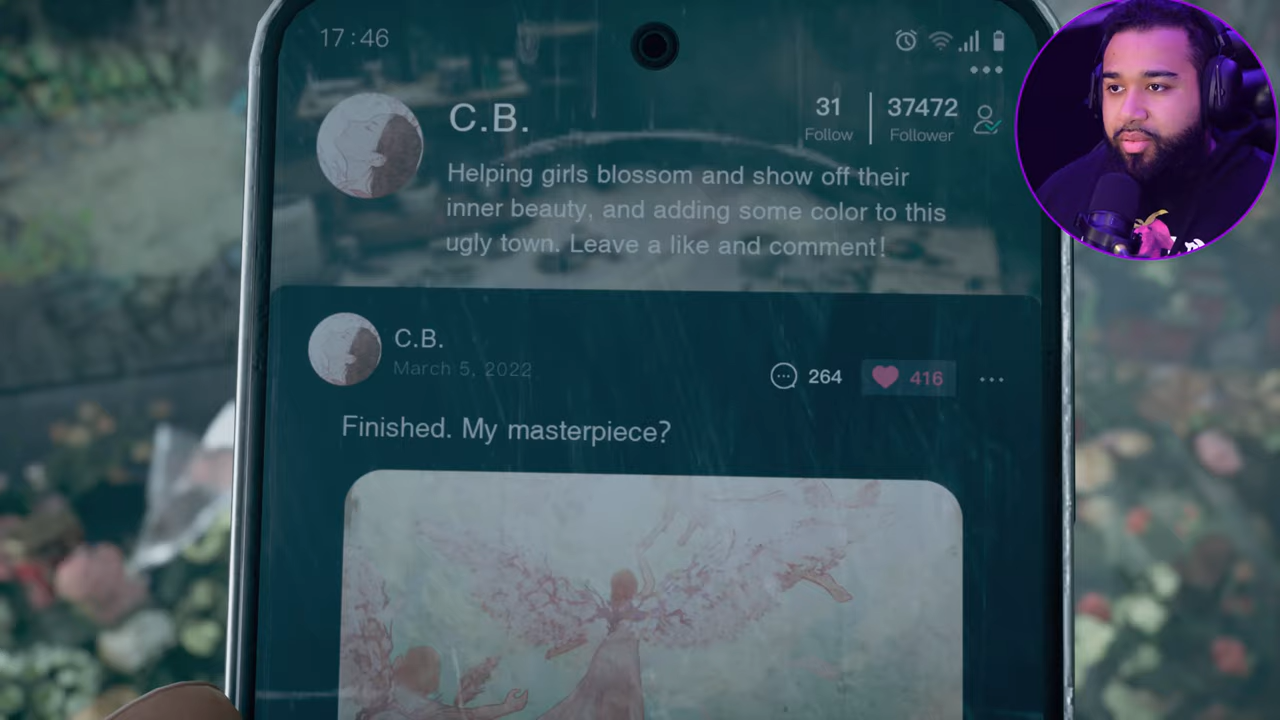 17:46
C.B.
31
Follow
37472
Follower
Helping girls blossom and show off their
inner beauty, and adding some color to this
ugly town. Leave a like and comment!
C.B.
March 5, 2022
264
416
Finished. My masterpiece?